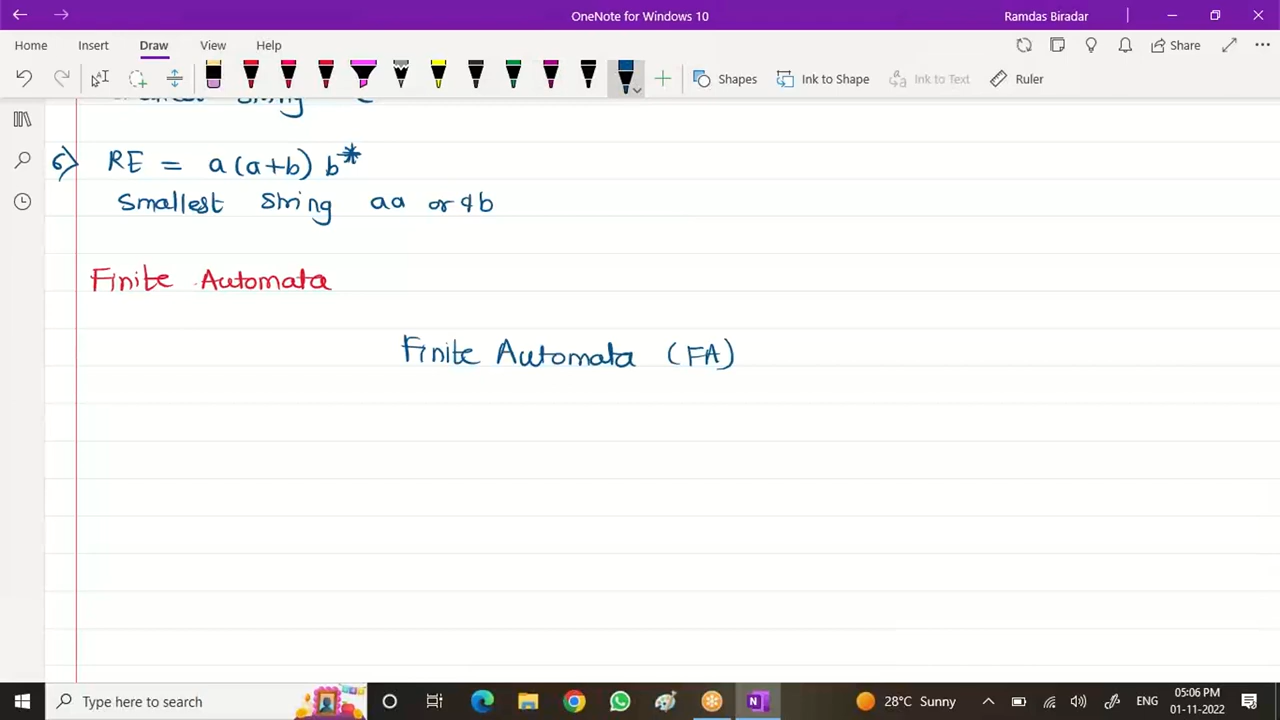 OneNote for Windows 10
Ramdas Biradar
Home Insert Draw View Help
Share
Shapes Ink to Shape Ink to Text Ruler
String
6) RE = a(a+b) b*
Smallest String aa or ab
Finite Automata
Finite Automata (FA)
Type here to search
28°C Sunny
ENG
05:06 PM
01-11-2022